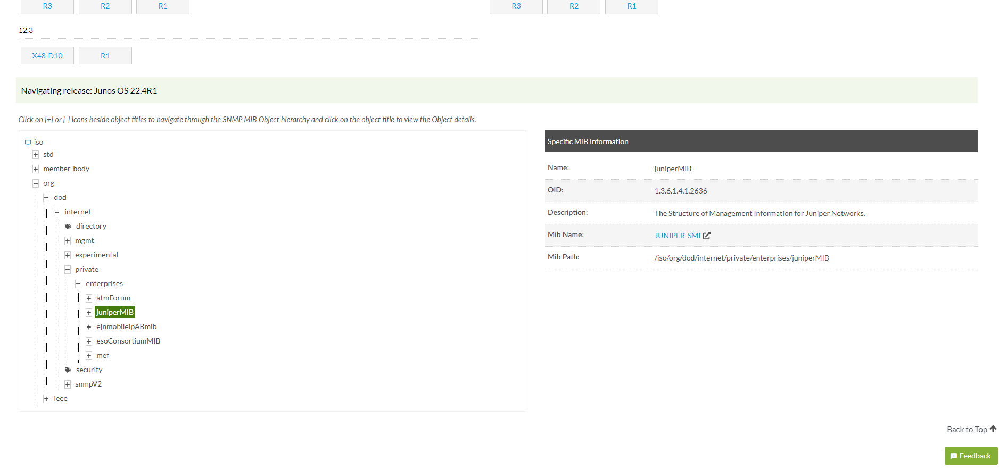 R3 R2 R1 R3 R2 R1
12.3
X48-D10 R1
Navigating release: Junos OS 22.4R1
Click on [+] or [-] icons beside object titles to navigate through the SNMP MIB Object hierarchy and click on the object title to view the Object details.
iso
std
member-body
org
dod
internet
directory
mgmt
experimental
private
enterprises
atmForum
juniperMIB
ejnmobileipABmib
esoConsortiumMIB
mef
security
snmpV2
ieee
Specific MIB Information
Name: juniperMIB
OID: 1.3.6.1.4.1.2636
Description: The Structure of Management Information for Juniper Networks.
Mib Name: JUNIPER-SMI
Mib Path: /iso/org/dod/internet/private/enterprises/juniperMIB
Back to Top
Feedback